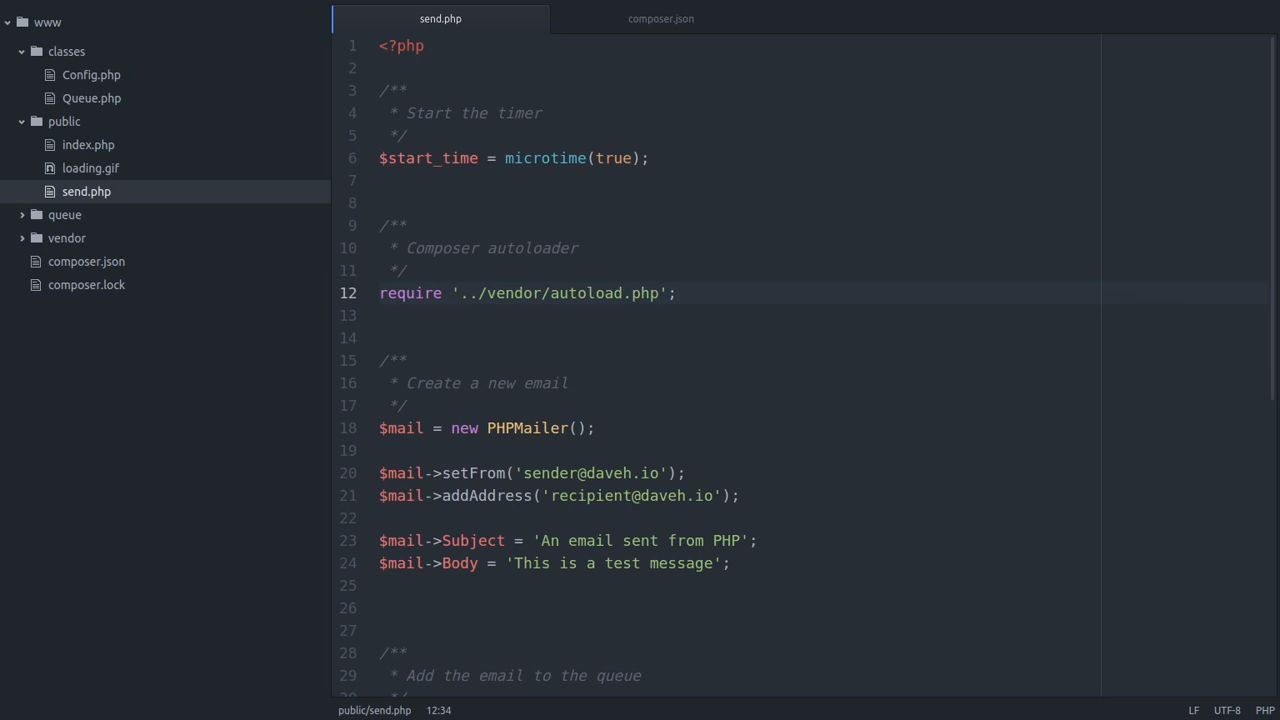 www
classes
Config.php
Queue.php
public
index.php
loading.gif
send.php
queue
vendor
composer.json
composer.lock
send.php composer.json
1 <?php
2
3 /**
4  * Start the timer
5  */
6 $start_time = microtime(true);
7
8
9 /**
10  * Composer autoloader
11  */
12 require '../vendor/autoload.php';
13
14
15 /**
16  * Create a new email
17  */
18 $mail = new PHPMailer();
19
20 $mail->setFrom('sender@daveh.io');
21 $mail->addAddress('recipient@daveh.io');
22
23 $mail->Subject = 'An email sent from PHP';
24 $mail->Body = 'This is a test message';
25
26
27
28 /**
29  * Add the email to the queue
public/send.php 12:34 LF UTF-8 PHP